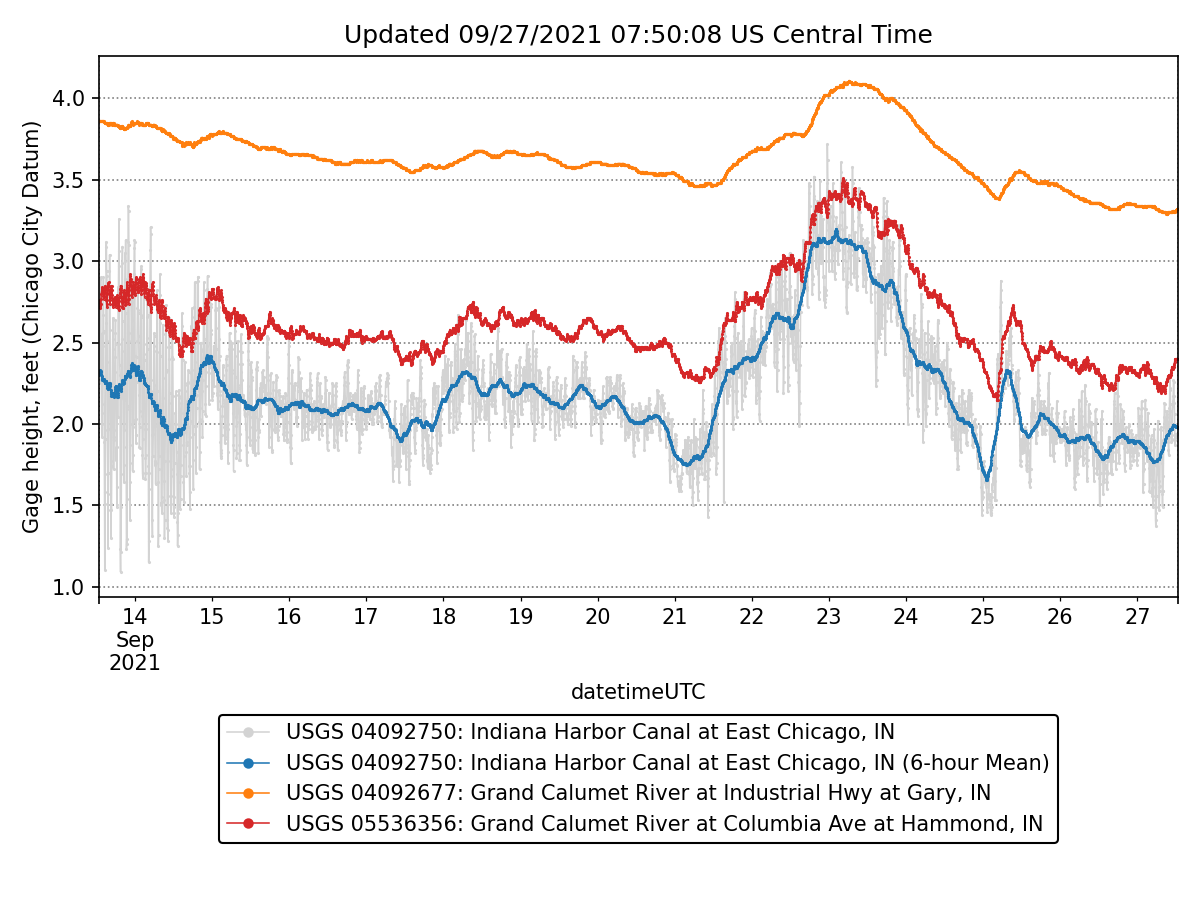 Updated 09/27/2021 07:50:08 US Central Time
Gage height, feet (Chicago City Datum)
4.0
3.5
3.0
2.5
2.0
1.5
1.0
14 15 16 17 18 19 20 21 22 23 24 25 26 27
Sep
2021
datetimeUTC
USGS 04092750: Indiana Harbor Canal at East Chicago, IN
USGS 04092750: Indiana Harbor Canal at East Chicago, IN (6-hour Mean)
USGS 04092677: Grand Calumet River at Industrial Hwy at Gary, IN
USGS 05536356: Grand Calumet River at Columbia Ave at Hammond, IN